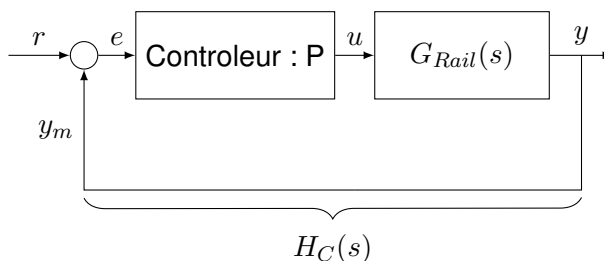 r
e
Controleur : P
u
G_{Rail}(s)
y
y_m
H_C(s)